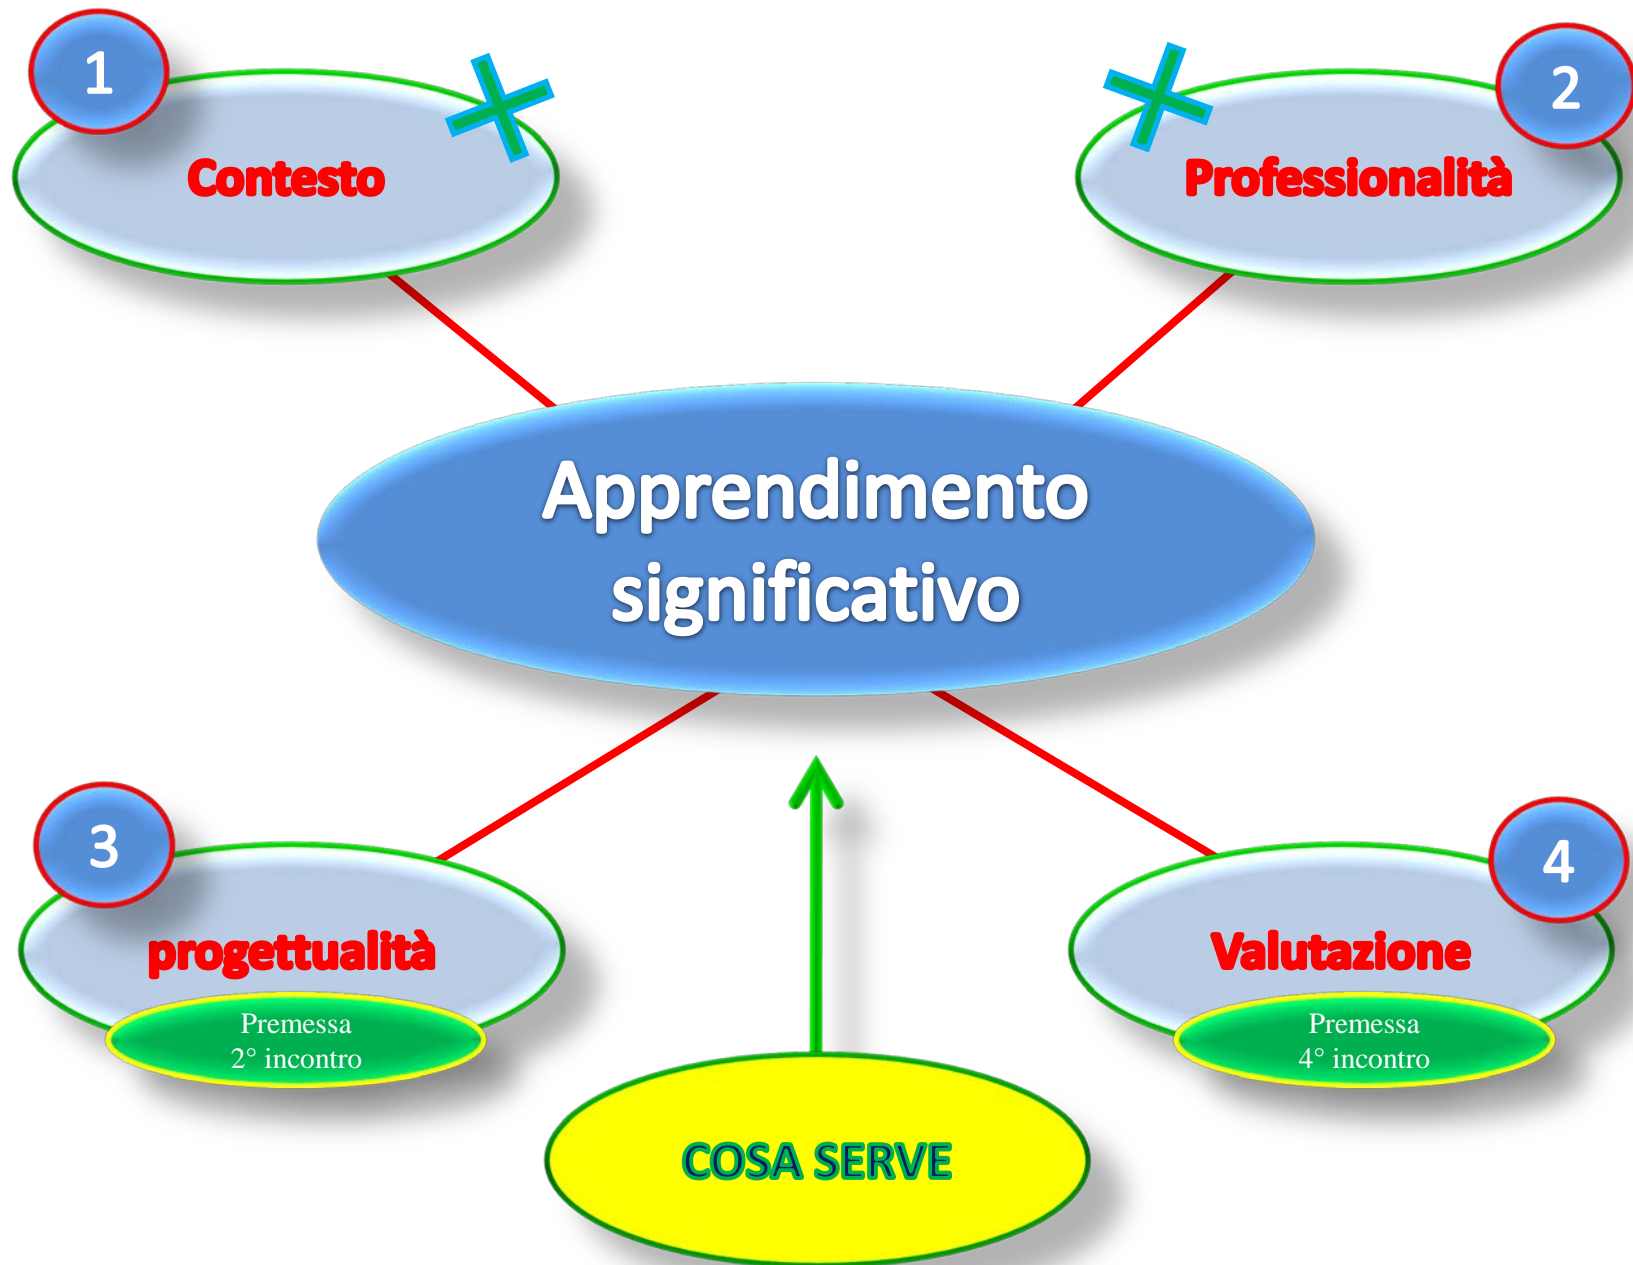 1
Contesto
2
Professionalità
Apprendimento
significativo
3
progettualità
Premessa
2° incontro
4
Valutazione
Premessa
4° incontro
COSA SERVE